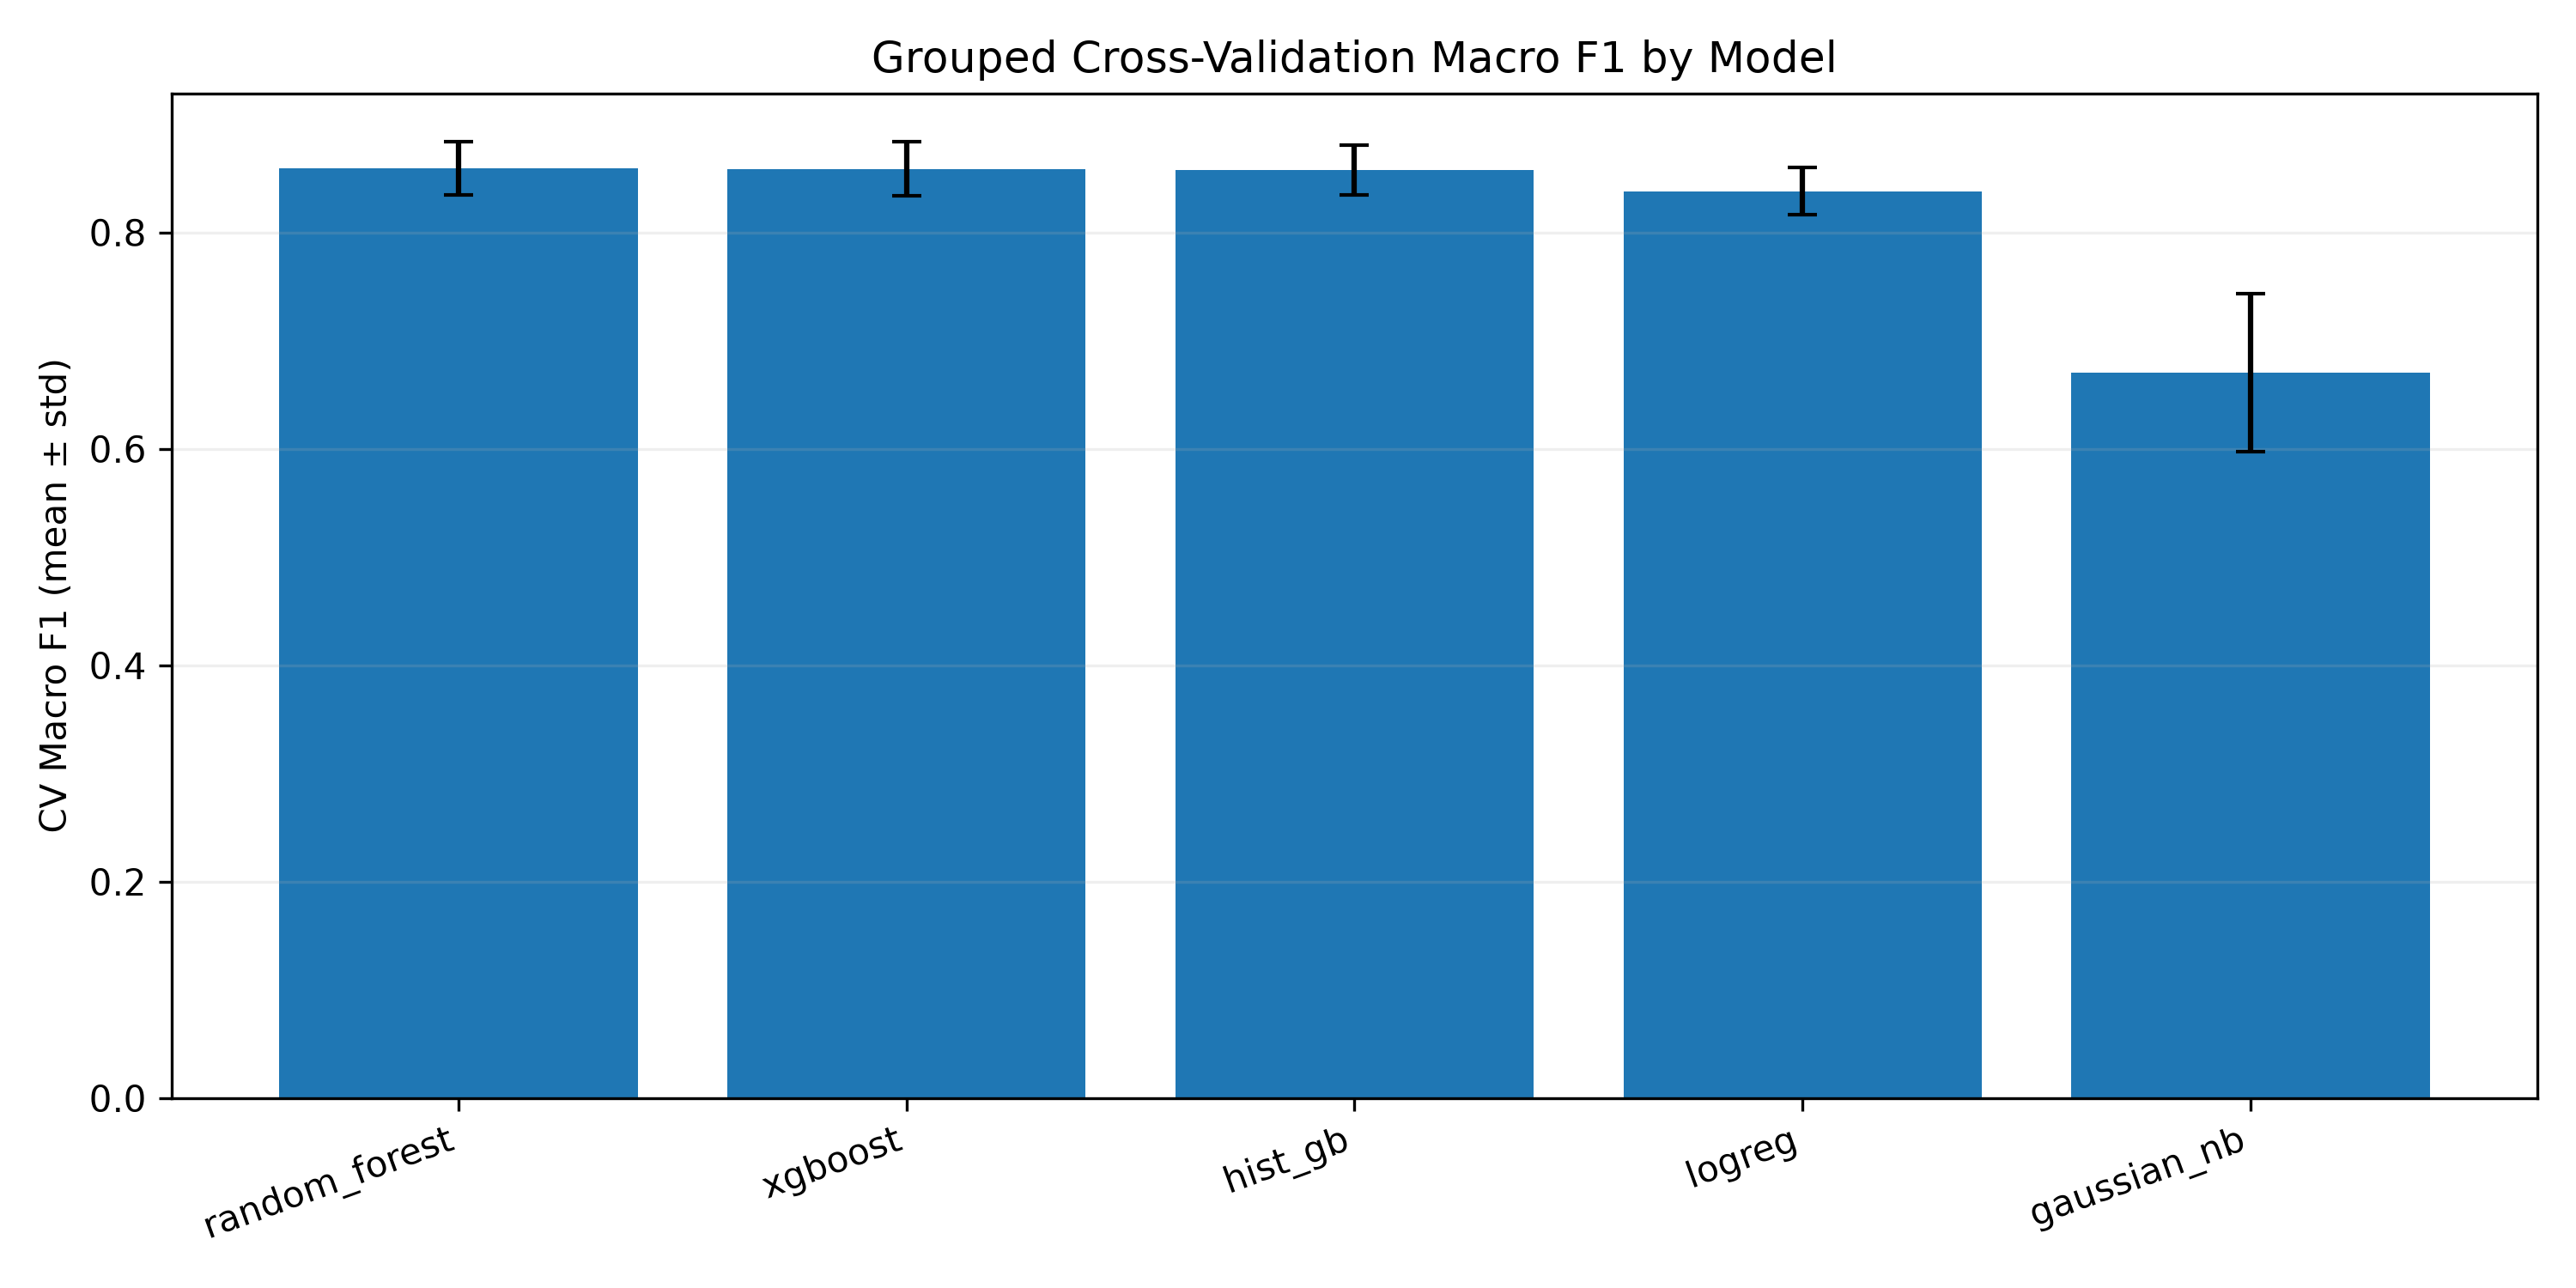 Grouped Cross-Validation Macro F1 by Model
CV Macro F1 (mean ± std)
0.8
0.6
0.4
0.2
0.0
random_forest
xgboost
hist_gb
logreg
gaussian_nb